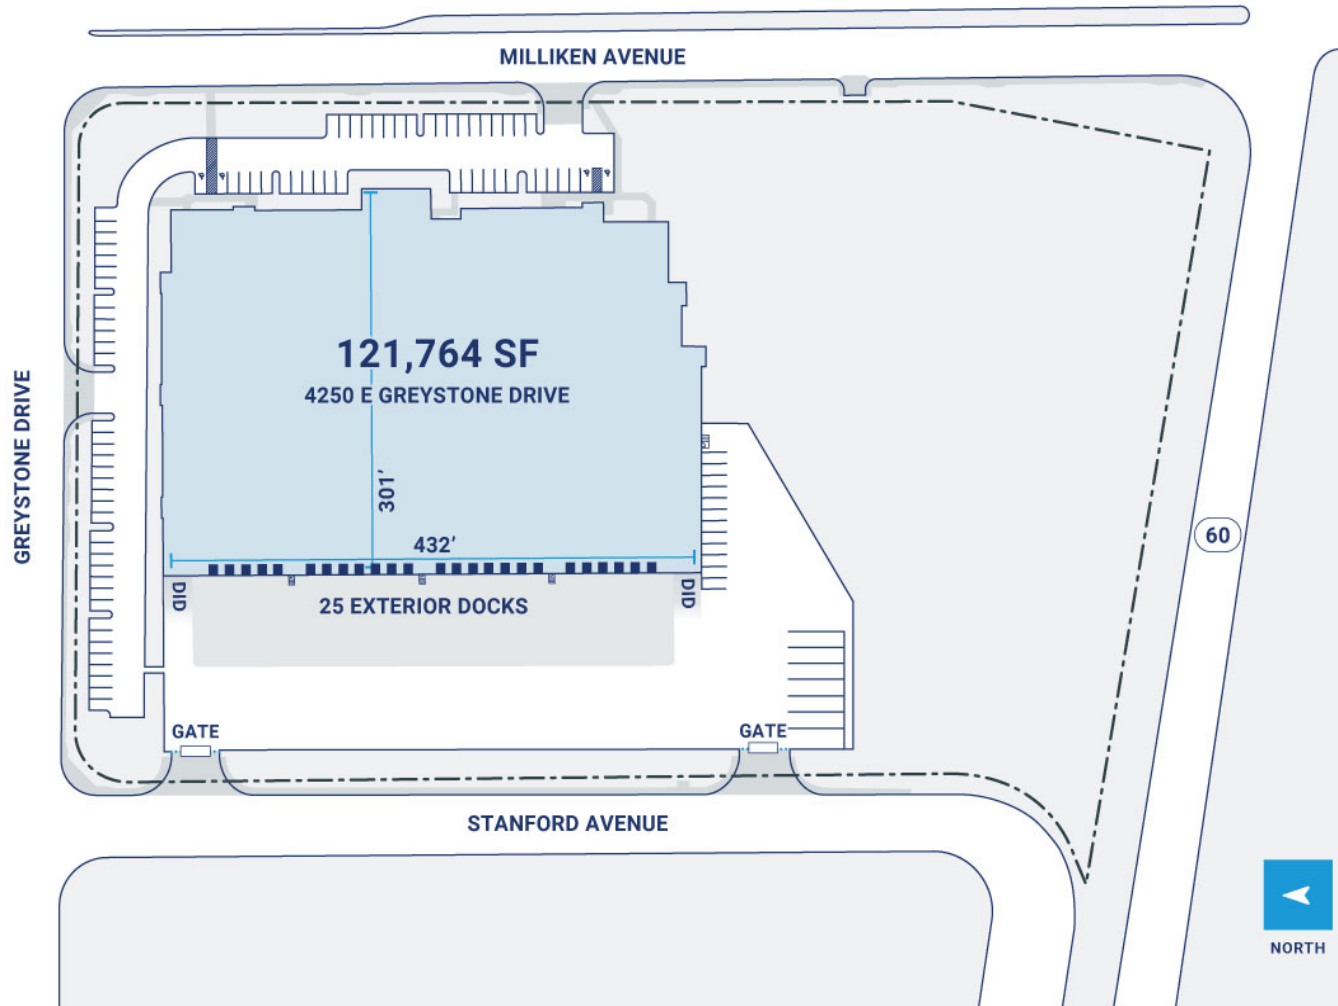 MILLIKEN AVENUE
121,764 SF
4250 E GREYSTONE DRIVE
GREYSTONE DRIVE
301’
432’
60
DID
DID
25 EXTERIOR DOCKS
GATE
GATE
STANFORD AVENUE
NORTH